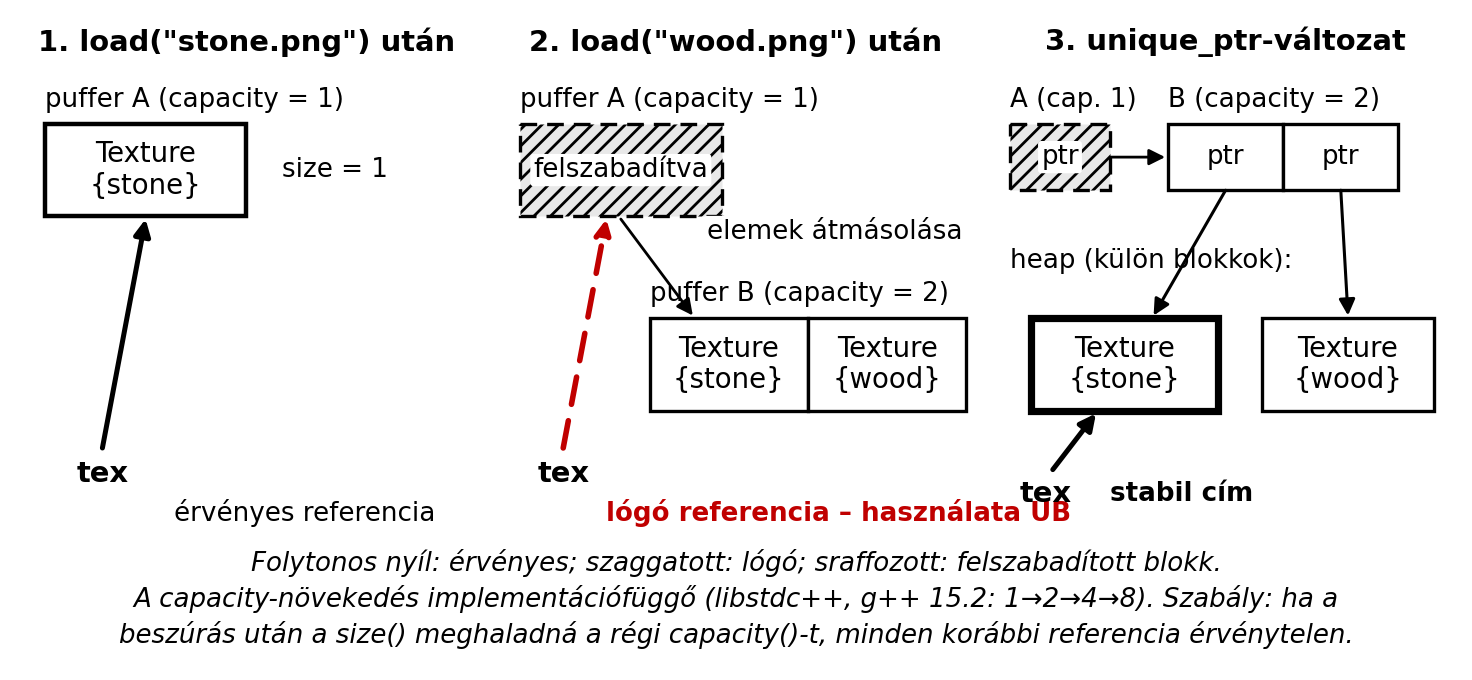 1. load("stone.png") után
puffer A (capacity = 1)
Texture
{stone}
size = 1
tex
érvényes referencia
2. load("wood.png") után
puffer A (capacity = 1)
felszabadítva
elemek átmásolása
puffer B (capacity = 2)
Texture
{stone}
Texture
{wood}
tex
lógó referencia – használata UB
3. unique_ptr-változat
A (cap. 1)
B (capacity = 2)
ptr
ptr
ptr
heap (külön blokkok):
Texture
{stone}
Texture
{wood}
tex
stabil cím
Folytonos nyíl: érvényes; szaggatott: lógó; sraffozott: felszabadított blokk.
A capacity-növekedés implementációfüggő (libstdc++, g++ 15.2: 1→2→4→8). Szabály: ha a
beszúrás után a size() meghaladná a régi capacity()-t, minden korábbi referencia érvénytelen.